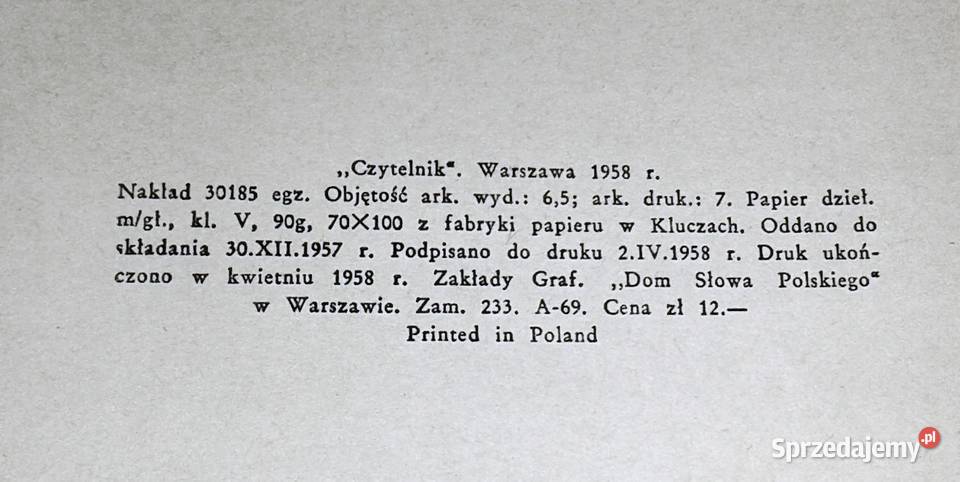 „Czytelnik“. Warszawa 1958 r.
Nakład 30185 egz. Objętość ark. wyd.: 6,5; ark. druk.: 7. Papier dzieł.
m/gł., kl. V, 90g, 70×100 z fabryki papieru w Kluczach. Oddano do
składania 30.XII.1957 r. Podpisano do druku 2.IV.1958 r. Druk ukoń-
czono w kwietniu 1958 r. Zakłady Graf. „Dom Słowa Polskiego“
w Warszawie. Zam. 233. A-69. Cena zł 12.—
Printed in Poland
Sprzedajemy.pl